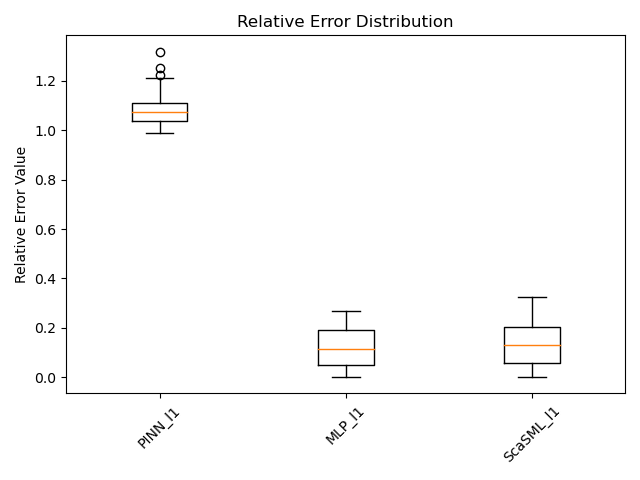 Relative Error Distribution
Relative Error Value
1.2
1.0
0.8
0.6
0.4
0.2
0.0
PINN_l1
MLP_l1
ScaSML_l1